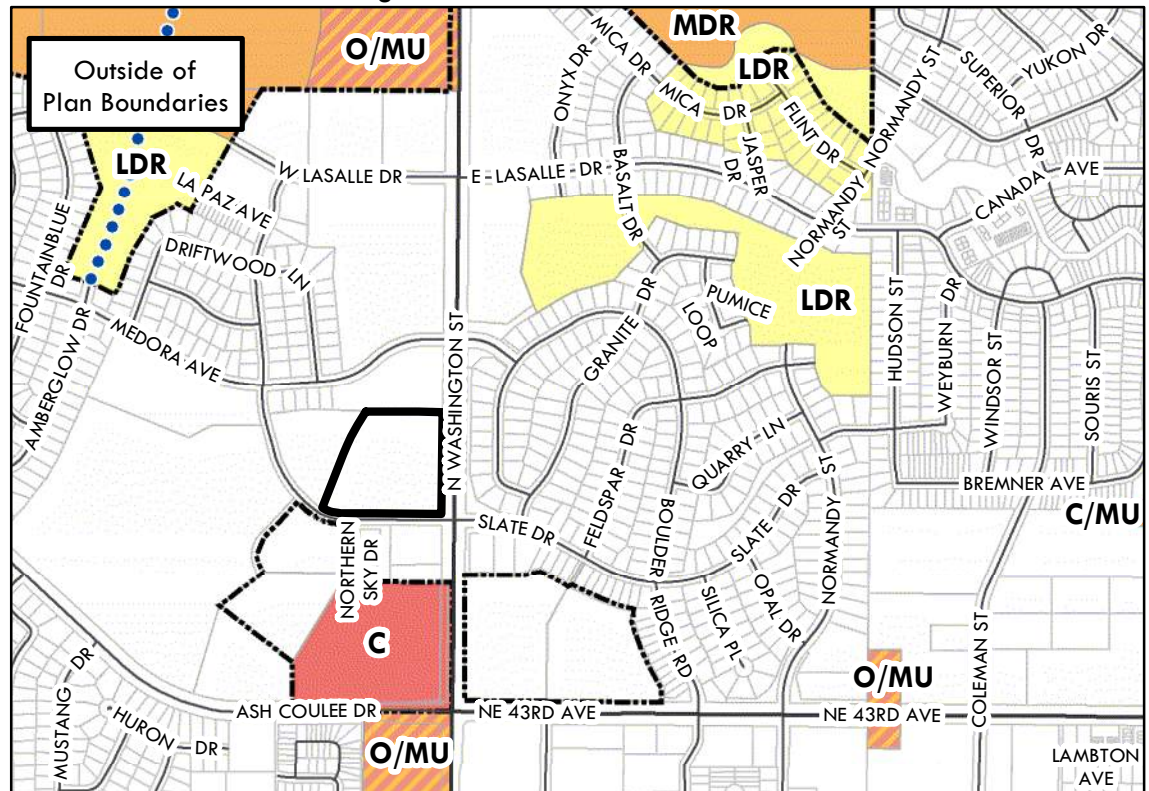 O/MU
MDR
LDR
Outside of
Plan Boundaries
LDR
MICA DR
ONYX DR
MICA
DR
FLINT DR
JASPER
DR
NORMANDY ST
SUPERIOR
DR
YUKON DR
W LASALLE DR
E LASALLE DR
BASALT DR
NORMANDY
ST
CANADA
AVE
LA PAZ AVE
FOUNTAINBLUE
DR
DRIFTWOOD LN
PUMICE
LOOP
LDR
HUDSON ST
WEYBURN DR
WINDSOR ST
SOURIS ST
AMBERGLOW DR
MEDORA AVE
N WASHINGTON ST
GRANITE DR
FELDSPAR DR
QUARRY LN
BREMNER AVE
C/MU
NORTHERN
SKY DR
SLATE DR
BOULDER
RIDGE RD
SLATE DR
NORMANDY
ST
SILICA PL
OPAL DR
C
O/MU
COLEMAN ST
MUSTANG DR
HURON DR
ASH COULEE DR
NE 43RD AVE
NE 43RD AVE
O/MU
LAMBTON
AVE